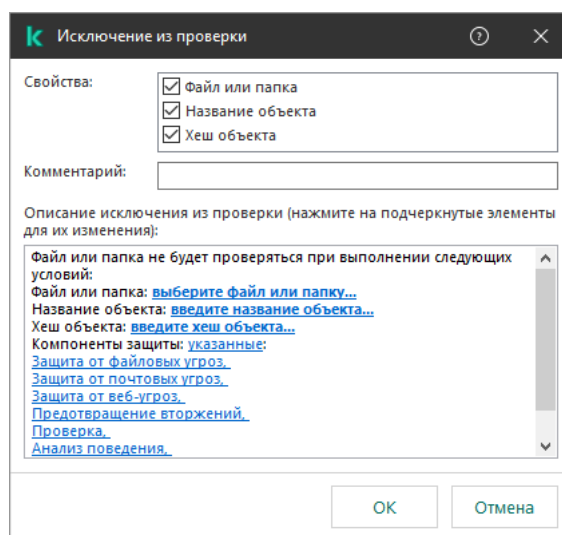 Исключение из проверки
Свойства:
Файл или папка
Название объекта
Хеш объекта
Комментарий:
Описание исключения из проверки (нажмите на подчеркнутые элементы
для их изменения):
Файл или папка не будет проверяться при выполнении следующих
условий:
Файл или папка: выберите файл или папку...
Название объекта: введите название объекта...
Хеш объекта: введите хеш объекта...
Компоненты защиты: указанные:
Защита от файловых угроз,
Защита от почтовых угроз,
Защита от веб-угроз,
Предотвращение вторжений,
Проверка,
Анализ поведения,
ОК
Отмена